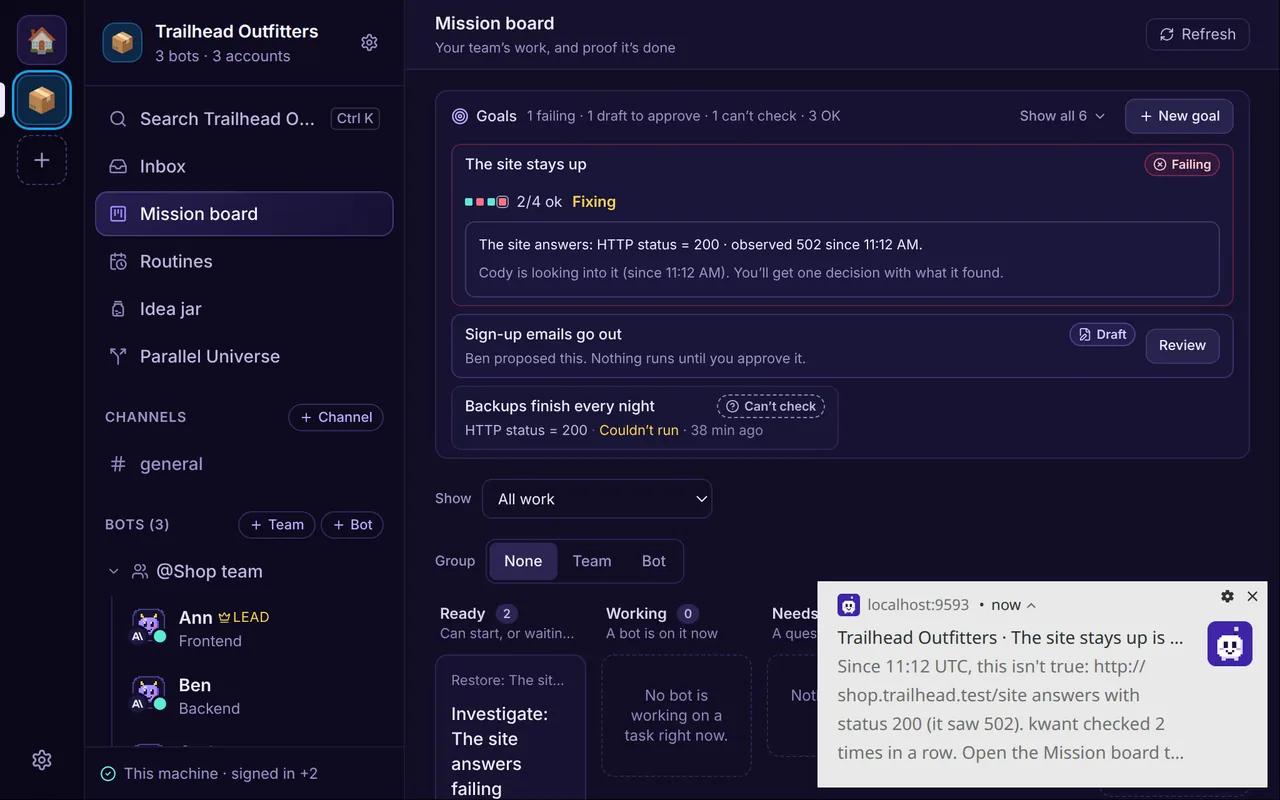 Trailhead Outfitters
3 bots · 3 accounts
Search Trailhead O...
Ctrl K
Inbox
Mission board
Routines
Idea jar
Parallel Universe
CHANNELS
+ Channel
# general
BOTS (3)
+ Team
+ Bot
@Shop team
Ann LEAD
Frontend
Ben
Backend
This machine · signed in +2
Mission board
Your team’s work, and proof it’s done
Refresh
Goals 1 failing · 1 draft to approve · 1 can’t check · 3 OK
Show all 6
+ New goal
The site stays up
Failing
2/4 ok Fixing
The site answers: HTTP status = 200 · observed 502 since 11:12 AM.
Cody is looking into it (since 11:12 AM). You’ll get one decision with what it found.
Sign-up emails go out
Draft
Review
Ben proposed this. Nothing runs until you approve it.
Backups finish every night
Can’t check
HTTP status = 200 · Couldn’t run · 38 min ago
Show All work
Group None Team Bot
Ready 2
Can start, or waitin...
Restore: The sit...
Investigate:
The site
answers
failing
Working 0
A bot is on it now
No bot is
working on a
task right now.
Needs
A ques
localhost:9593 • now
Trailhead Outfitters · The site stays up is ...
Since 11:12 UTC, this isn't true: http://
shop.trailhead.test/site answers with
status 200 (it saw 502). kwant checked 2
times in a row. Open the Mission board t...